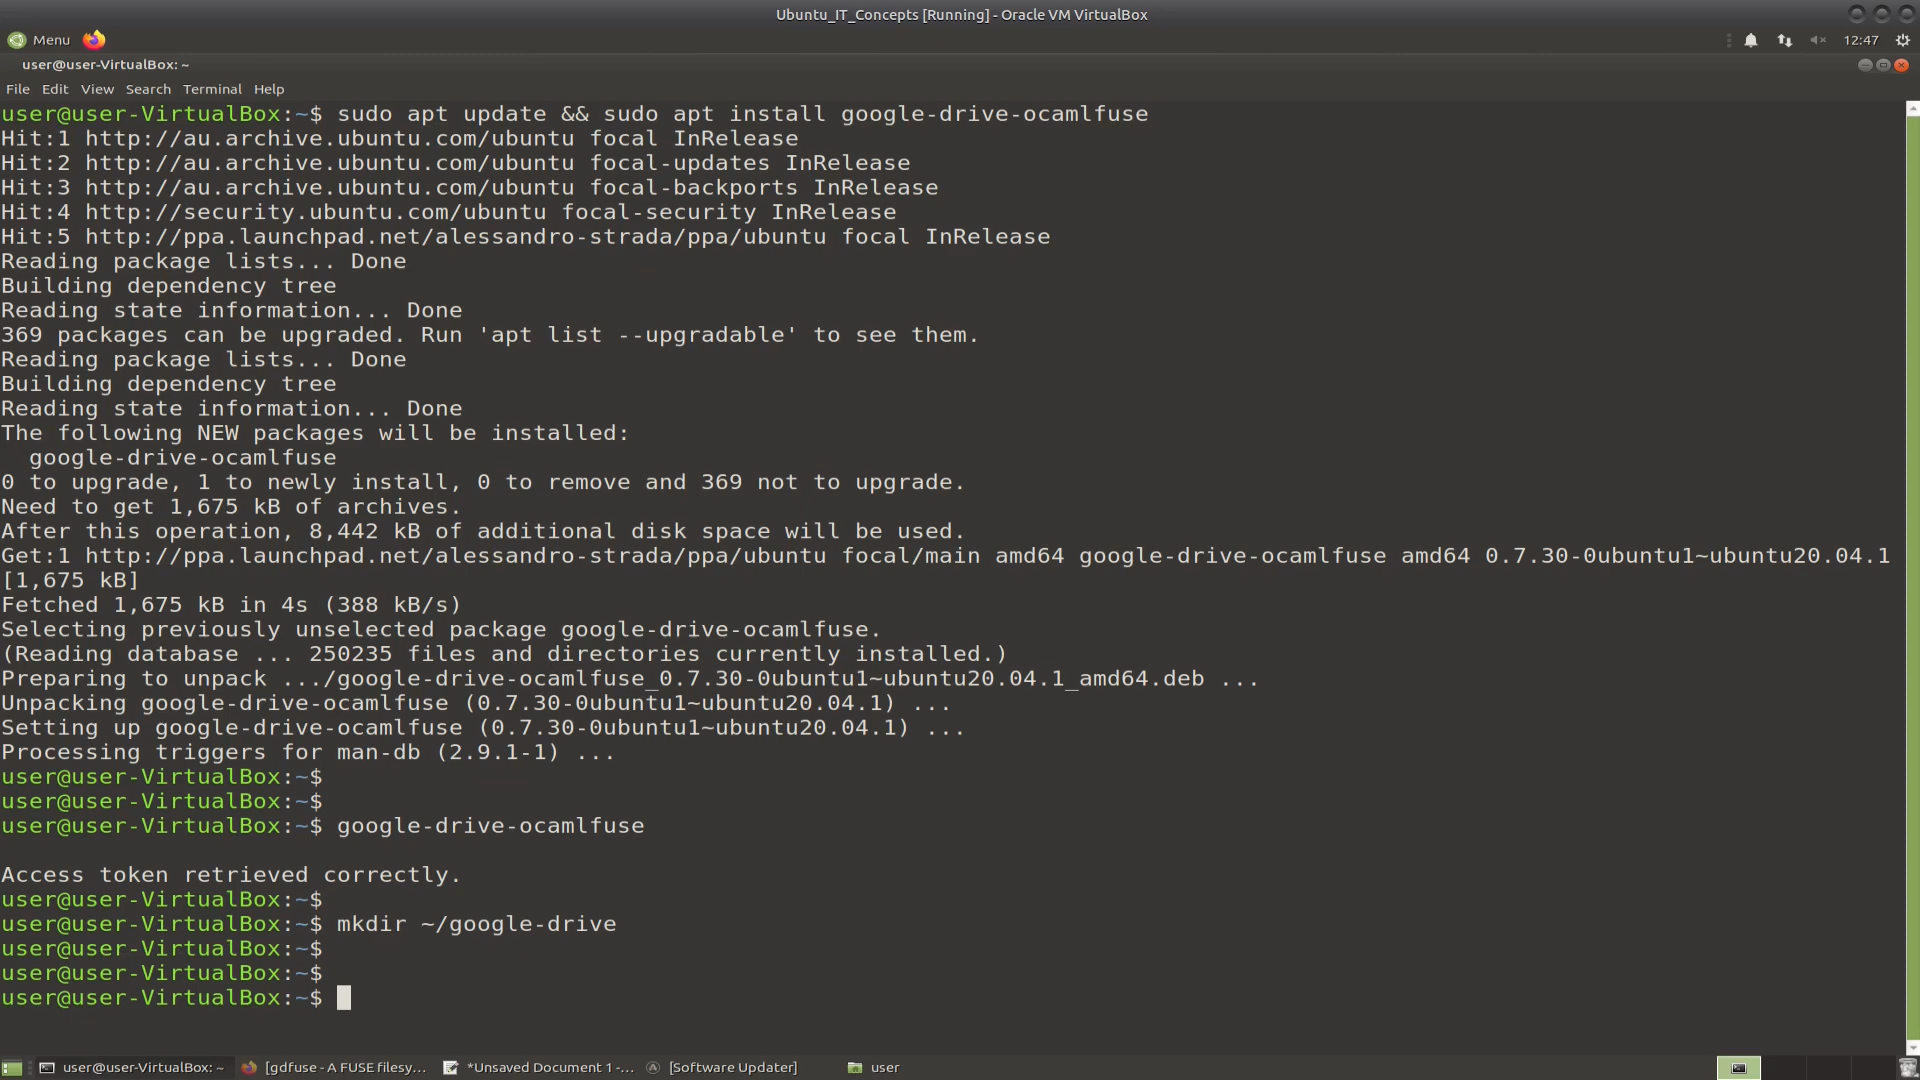 Ubuntu_IT_Concepts [Running] - Oracle VM VirtualBox
Menu
12:47
user@user-VirtualBox: ~
File Edit View Search Terminal Help
user@user-VirtualBox:~$ sudo apt update && sudo apt install google-drive-ocamlfuse
Hit:1 http://au.archive.ubuntu.com/ubuntu focal InRelease
Hit:2 http://au.archive.ubuntu.com/ubuntu focal-updates InRelease
Hit:3 http://au.archive.ubuntu.com/ubuntu focal-backports InRelease
Hit:4 http://security.ubuntu.com/ubuntu focal-security InRelease
Hit:5 http://ppa.launchpad.net/alessandro-strada/ppa/ubuntu focal InRelease
Reading package lists... Done
Building dependency tree
Reading state information... Done
369 packages can be upgraded. Run 'apt list --upgradable' to see them.
Reading package lists... Done
Building dependency tree
Reading state information... Done
The following NEW packages will be installed:
  google-drive-ocamlfuse
0 to upgrade, 1 to newly install, 0 to remove and 369 not to upgrade.
Need to get 1,675 kB of archives.
After this operation, 8,442 kB of additional disk space will be used.
Get:1 http://ppa.launchpad.net/alessandro-strada/ppa/ubuntu focal/main amd64 google-drive-ocamlfuse amd64 0.7.30-0ubuntu1~ubuntu20.04.1
[1,675 kB]
Fetched 1,675 kB in 4s (388 kB/s)
Selecting previously unselected package google-drive-ocamlfuse.
(Reading database ... 250235 files and directories currently installed.)
Preparing to unpack .../google-drive-ocamlfuse_0.7.30-0ubuntu1~ubuntu20.04.1_amd64.deb ...
Unpacking google-drive-ocamlfuse (0.7.30-0ubuntu1~ubuntu20.04.1) ...
Setting up google-drive-ocamlfuse (0.7.30-0ubuntu1~ubuntu20.04.1) ...
Processing triggers for man-db (2.9.1-1) ...
user@user-VirtualBox:~$
user@user-VirtualBox:~$
user@user-VirtualBox:~$ google-drive-ocamlfuse
Access token retrieved correctly.
user@user-VirtualBox:~$
user@user-VirtualBox:~$ mkdir ~/google-drive
user@user-VirtualBox:~$
user@user-VirtualBox:~$
user@user-VirtualBox:~$
user@user-VirtualBox: ~ [gdfuse - A FUSE filesy... *Unsaved Document 1 -... [Software Updater] user